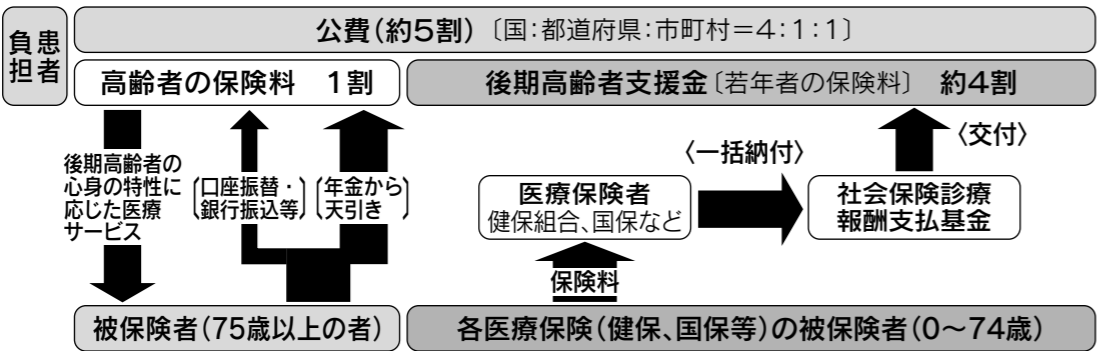 患者
負担
公費（約5割）〔国：都道府県：市町村＝4：1：1〕
高齢者の保険料　1割
後期高齢者支援金〔若年者の保険料〕　約4割
後期高齢者の
心身の特性に
応じた医療
サービス
口座振替・
銀行振込等
年金から
天引き
〈一括納付〉
〈交付〉
医療保険者
健保組合、国保など
社会保険診療
報酬支払基金
保険料
被保険者（75歳以上の者）
各医療保険（健保、国保等）の被保険者（0～74歳）